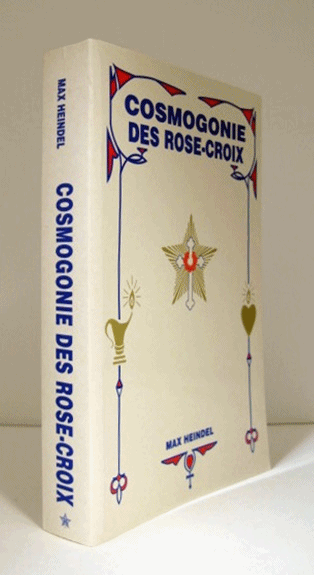 MAX HEINDEL
COSMOGONIE DES ROSE-CROIX
COSMOGONIE
DES ROSE-CROIX
MAX HEINDEL